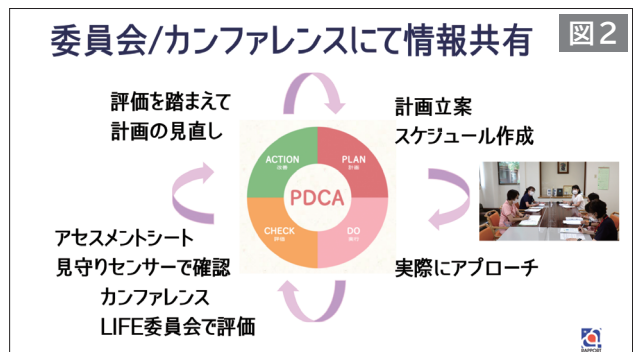 委員会/カンファレンスにて情報共有
図2
評価を踏まえて
計画の見直し
計画立案
スケジュール作成
ACTION
改善
PLAN
計画
PDCA
CHECK
評価
DO
実行
アセスメントシート
見守りセンサーで確認
カンファレンス
LIFE委員会で評価
実際にアプローチ
RAPPORT